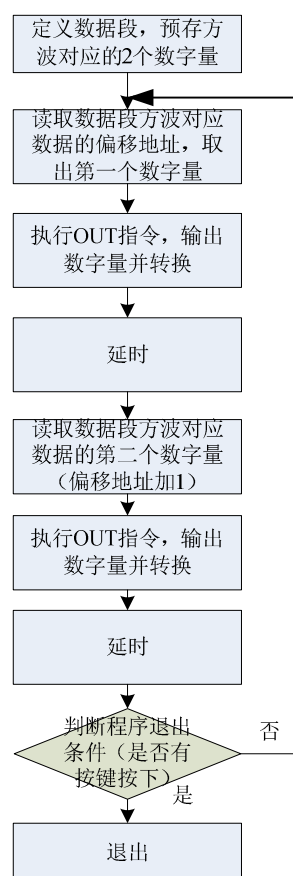 定义数据段，预存方
波对应的2个数字量
读取数据段方波对应
数据的偏移地址，取
出第一个数字量
执行OUT指令，输出
数字量并转换
延时
读取数据段方波对应
数据的第二个数字量
（偏移地址加1）
执行OUT指令，输出
数字量并转换
延时
判断程序退出
条件（是否有
按键按下）
否
是
退出